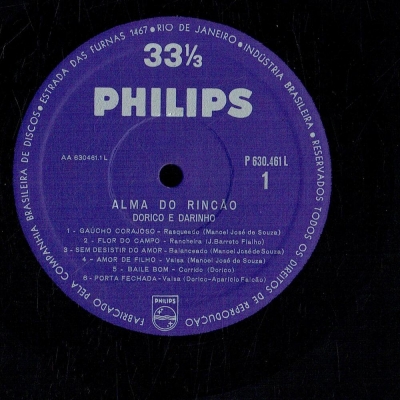 FABRICADO PELA COMPANHIA BRASILEIRA DE DISCOS • ESTRADA DAS FURNAS 1467 • RIO DE JANEIRO • INDÚSTRIA BRASILEIRA • RESERVADOS TODOS OS DIREITOS DE REPRODUÇÃO
33⅓
PHILIPS
AA 630461.1L
P 630.461 L
1
ALMA DO RINCÃO
DORICO E DARINHO
1 - GAÚCHO CORAJOSO - Rasqueado (Manoel José de Souza)
2 - FLOR DO CAMPO - Rancheira (J. Barreto Fialho)
3 - SEM DESISTIR DO AMOR - Balanceado (Manoel José de Souza)
4 - AMOR DE FILHO - Valsa (Manoel José de Souza)
5 - BAILE BOM - Corrido (Dorico)
6 - PORTA FECHADA - Valsa (Dorico-Aparício Falcão)
PHILIPS